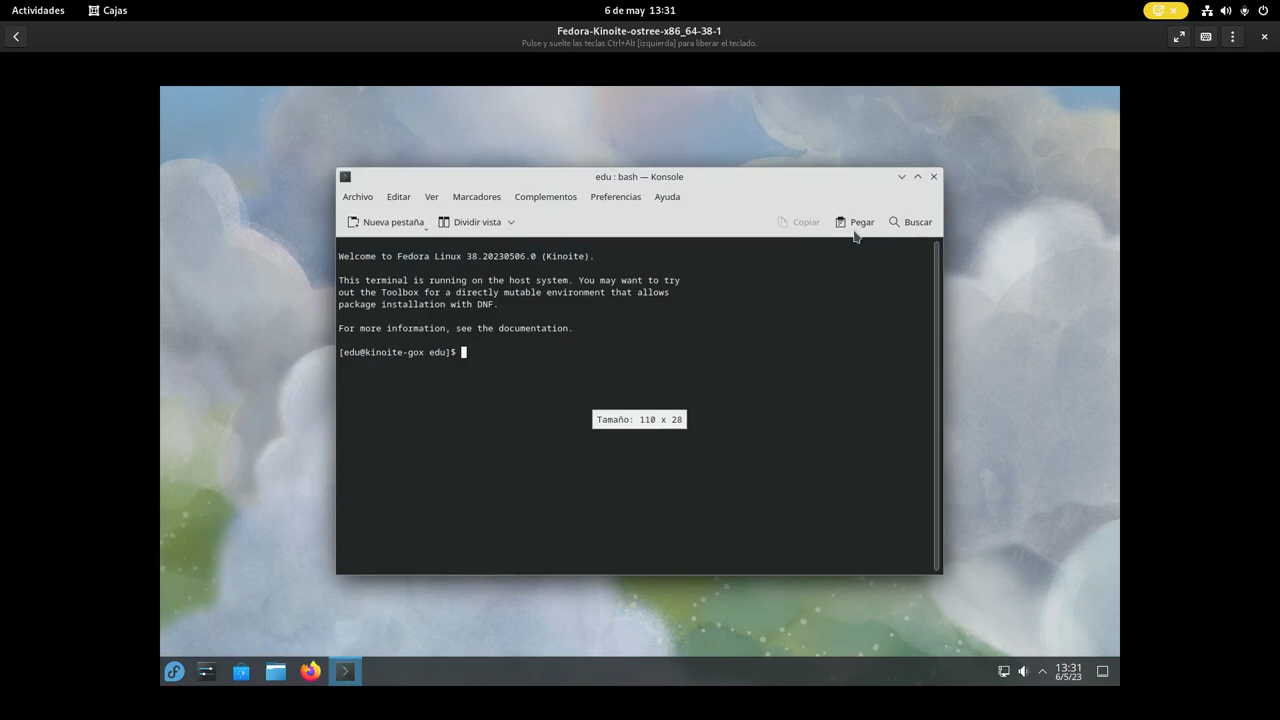 Actividades
Cajas
6 de may 13:31
Fedora-Kinoite-ostree-x86_64-38-1
Pulse y suelte las teclas Ctrl+Alt [izquierda] para liberar el teclado.
edu : bash — Konsole
Archivo Editar Ver Marcadores Complementos Preferencias Ayuda
Nueva pestaña Dividir vista Copiar Pegar Buscar
Welcome to Fedora Linux 38.20230506.0 (Kinoite).
This terminal is running on the host system. You may want to try
out the Toolbox for a directly mutable environment that allows
package installation with DNF.
For more information, see the documentation.
[edu@kinoite-gox edu]$
Tamaño: 110 x 28
13:31
6/5/23